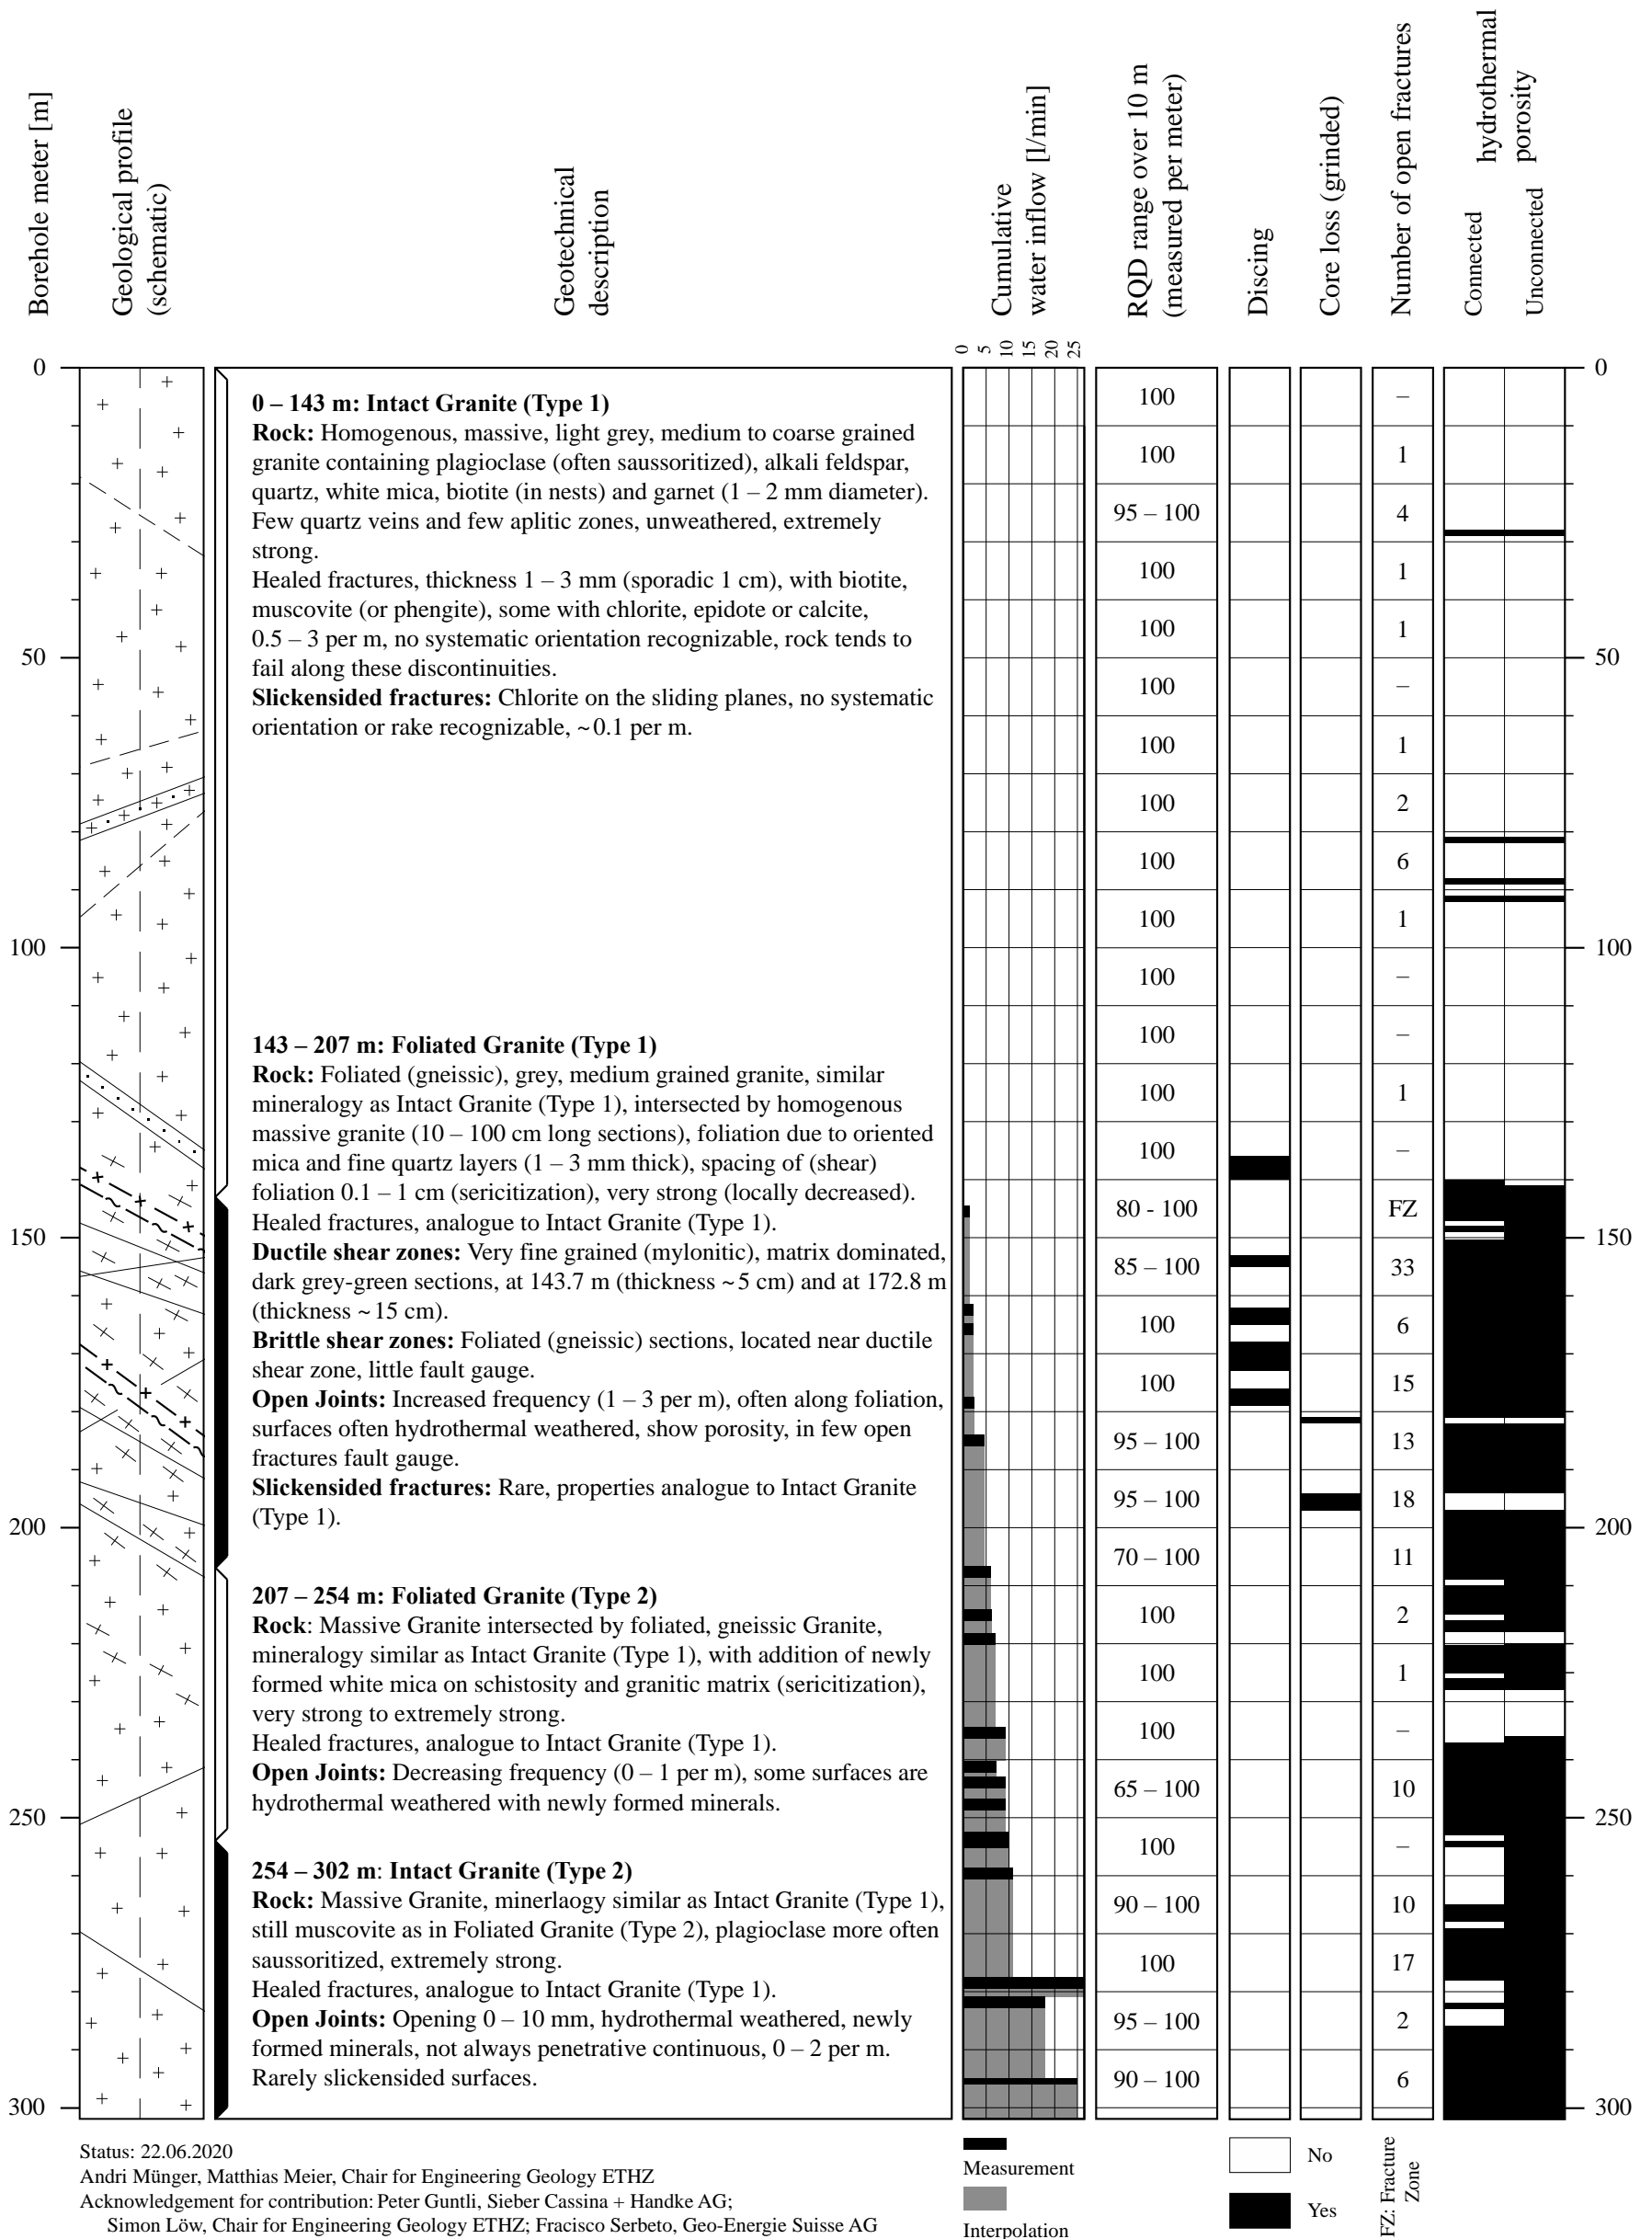 Borehole meter [m]
Geological profile
(schematic)
Geotechnical
description
Cumulative
water inflow [l/min]
RQD range over 10 m
(measured per meter)
Discing
Core loss (grinded)
Number of open fractures
hydrothermal
porosity
Connected
Unconnected
0 5 10 15 20 25
0
50
100
150
200
250
300
0 – 143 m: Intact Granite (Type 1)
Rock: Homogenous, massive, light grey, medium to coarse grained
granite containing plagioclase (often saussoritized), alkali feldspar,
quartz, white mica, biotite (in nests) and garnet (1 – 2 mm diameter).
Few quartz veins and few aplitic zones, unweathered, extremely
strong.
Healed fractures, thickness 1 – 3 mm (sporadic 1 cm), with biotite,
muscovite (or phengite), some with chlorite, epidote or calcite,
0.5 – 3 per m, no systematic orientation recognizable, rock tends to
fail along these discontinuities.
Slickensided fractures: Chlorite on the sliding planes, no systematic
orientation or rake recognizable, ~0.1 per m.
143 – 207 m: Foliated Granite (Type 1)
Rock: Foliated (gneissic), grey, medium grained granite, similar
mineralogy as Intact Granite (Type 1), intersected by homogenous
massive granite (10 – 100 cm long sections), foliation due to oriented
mica and fine quartz layers (1 – 3 mm thick), spacing of (shear)
foliation 0.1 – 1 cm (sericitization), very strong (locally decreased).
Healed fractures, analogue to Intact Granite (Type 1).
Ductile shear zones: Very fine grained (mylonitic), matrix dominated,
dark grey-green sections, at 143.7 m (thickness ~5 cm) and at 172.8 m
(thickness ~15 cm).
Brittle shear zones: Foliated (gneissic) sections, located near ductile
shear zone, little fault gauge.
Open Joints: Increased frequency (1 – 3 per m), often along foliation,
surfaces often hydrothermal weathered, show porosity, in few open
fractures fault gauge.
Slickensided fractures: Rare, properties analogue to Intact Granite
(Type 1).
207 – 254 m: Foliated Granite (Type 2)
Rock: Massive Granite intersected by foliated, gneissic Granite,
mineralogy similar as Intact Granite (Type 1), with addition of newly
formed white mica on schistosity and granitic matrix (sericitization),
very strong to extremely strong.
Healed fractures, analogue to Intact Granite (Type 1).
Open Joints: Decreasing frequency (0 – 1 per m), some surfaces are
hydrothermal weathered with newly formed minerals.
254 – 302 m: Intact Granite (Type 2)
Rock: Massive Granite, minerlaogy similar as Intact Granite (Type 1),
still muscovite as in Foliated Granite (Type 2), plagioclase more often
saussoritized, extremely strong.
Healed fractures, analogue to Intact Granite (Type 1).
Open Joints: Opening 0 – 10 mm, hydrothermal weathered, newly
formed minerals, not always penetrative continuous, 0 – 2 per m.
Rarely slickensided surfaces.
100 –
100 1
95 – 100 4
100 1
100 1
100 –
100 1
100 2
100 6
100 1
100 –
100 –
100 1
100 –
80 - 100 FZ
85 – 100 33
100 6
100 15
95 – 100 13
95 – 100 18
70 – 100 11
100 2
100 1
100 –
65 – 100 10
100 –
90 – 100 10
100 17
95 – 100 2
90 – 100 6
0
50
100
150
200
250
300
Status: 22.06.2020
Andri Münger, Matthias Meier, Chair for Engineering Geology ETHZ
Acknowledgement for contribution: Peter Guntli, Sieber Cassina + Handke AG;
Simon Löw, Chair for Engineering Geology ETHZ; Fracisco Serbeto, Geo-Energie Suisse AG
Measurement
Interpolation
No
Yes
FZ: Fracture
Zone